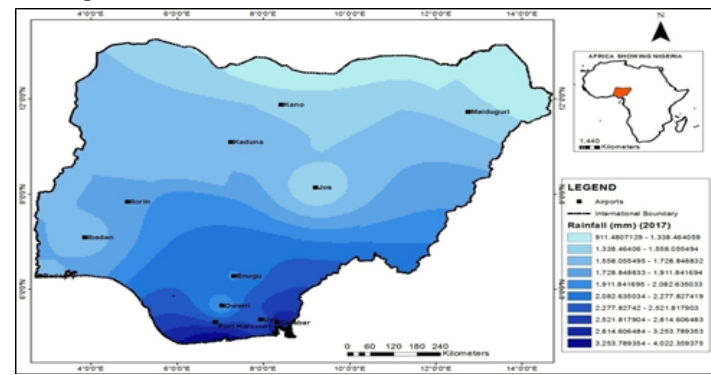 4°0'0"E 6°0'0"E 8°0'0"E 10°0'0"E 12°0'0"E 14°0'0"E
N
AFRICA SHOWING NIGERIA
1,440
Kilometers
12°0'0"N
12°0'0"N
Kano
Maiduguri
Kaduna
Jos
Ilorin
Ibadan
Enugu
Owerri
Port Harcourt
LEGEND
Airports
International Boundary
Rainfall (mm) (2017)
911.4807129 - 1,338.464059
1,338.46406 - 1,558.055494
1,558.055495 - 1,728.848832
1,728.848833 - 1,911.841694
1,911.841695 - 2,082.635033
2,082.635034 - 2,277.827419
2,277.82742 - 2,521.817903
2,521.817904 - 2,814.606483
2,814.606484 - 3,253.789353
3,253.789354 - 4,022.359375
0 60 120 180 240
Kilometers
4°0'0"E 6°0'0"E 8°0'0"E 10°0'0"E 12°0'0"E 14°0'0"E